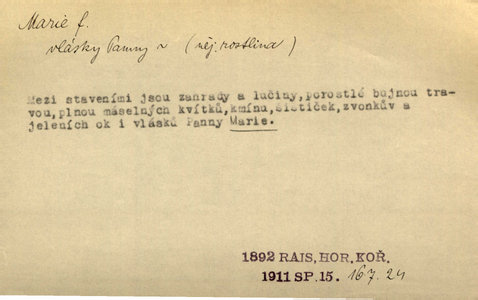 Marie f.
vlásky Panny ~ (něj. rostlina)
Mezi staveními jsou zahrady a lučiny, porostlé bujnou tra-
vou, plnou máselných kvítků, kmínu, šištiček, zvonkův a
jeleních ok i vlásků Panny Marie.
1892 RAIS, HOR. KOŘ.
1911 SP. 15. 167. 24